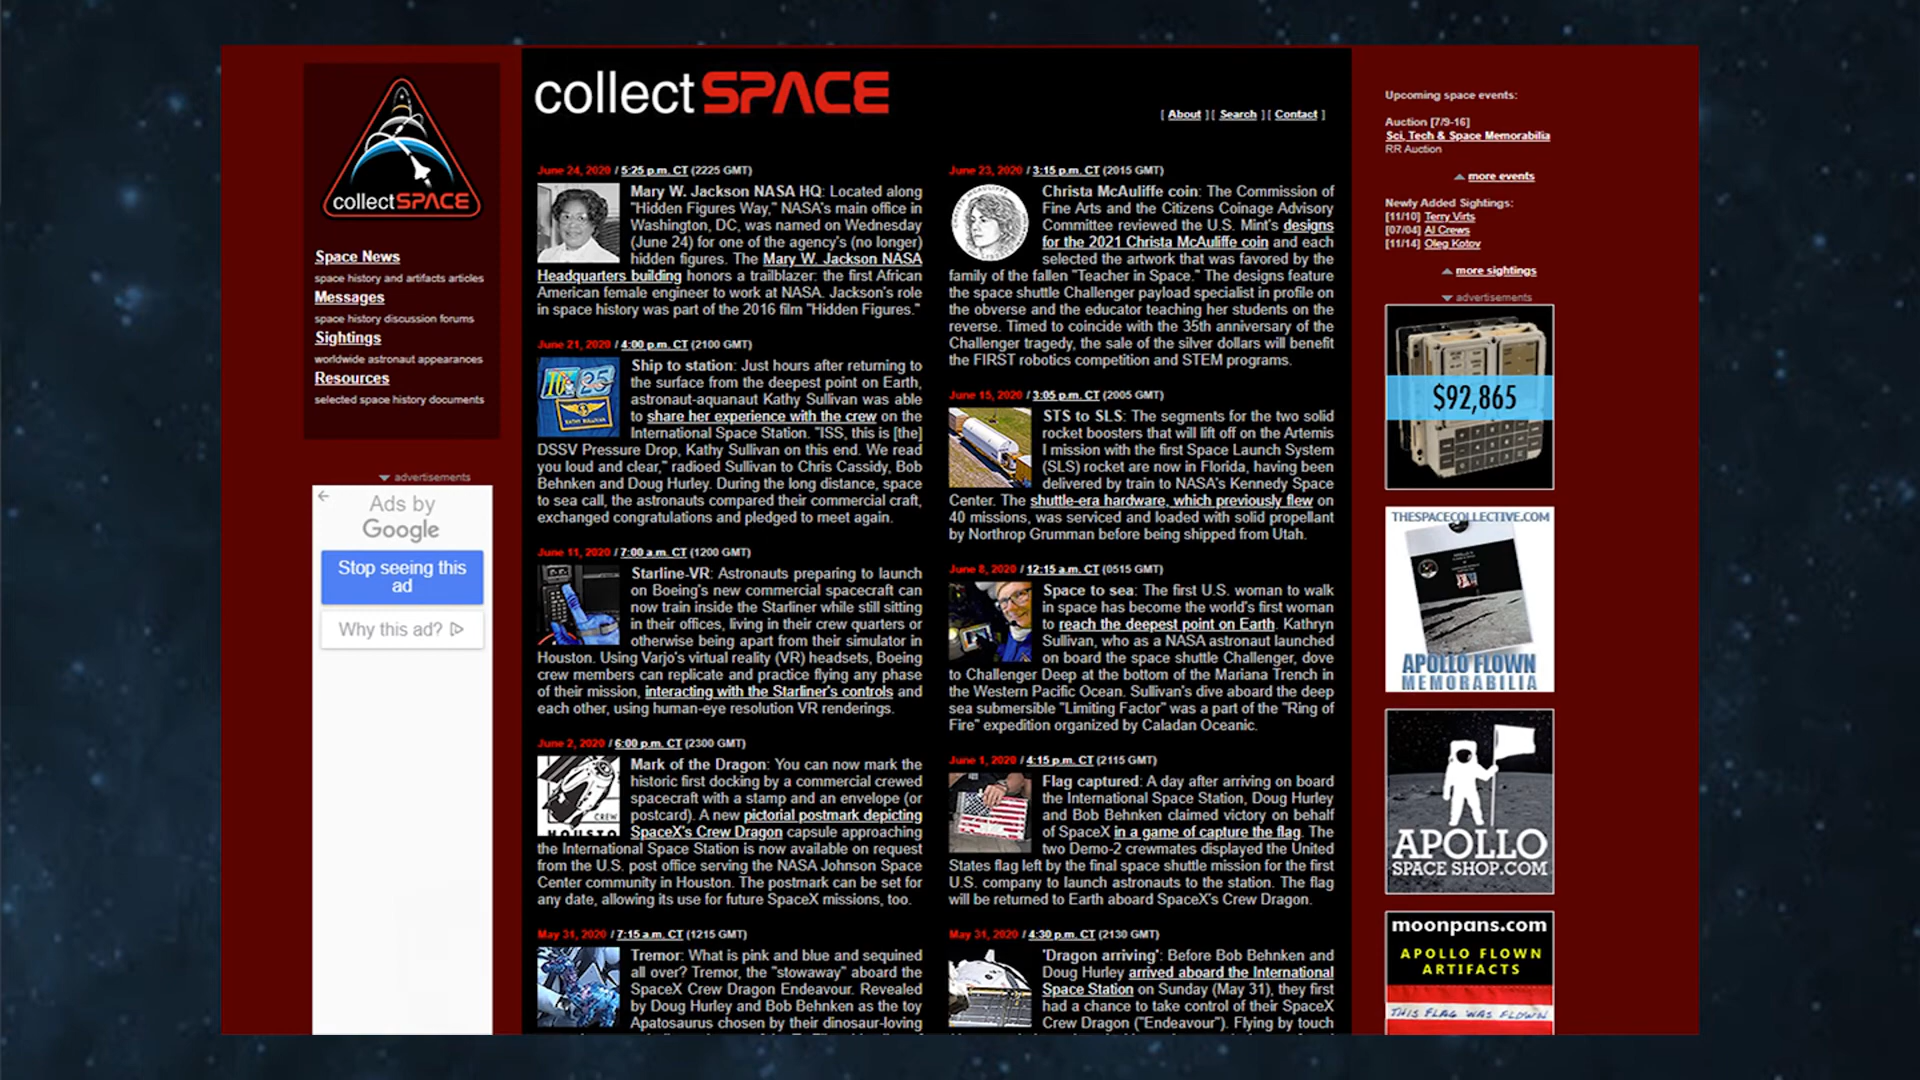 collectSPACE
[ About ] [ Search ] [ Contact ]
collectSPACE
Space News
space history and artifacts articles
Messages
space history discussion forums
Sightings
worldwide astronaut appearances
Resources
selected space history documents
advertisements
Ads by
Google
Stop seeing this
ad
Why this ad?
June 24, 2020 / 5:25 p.m. CT (2225 GMT)
Mary W. Jackson NASA HQ: Located along
"Hidden Figures Way," NASA's main office in
Washington, DC, was named on Wednesday
(June 24) for one of the agency's (no longer)
hidden figures. The Mary W. Jackson NASA
Headquarters building honors a trailblazer: the first African
American female engineer to work at NASA. Jackson's role
in space history was part of the 2016 film "Hidden Figures."
June 21, 2020 / 4:00 p.m. CT (2100 GMT)
Ship to station: Just hours after returning to
the surface from the deepest point on Earth,
astronaut-aquanaut Kathy Sullivan was able
to share her experience with the crew on the
International Space Station. "ISS, this is [the]
DSSV Pressure Drop, Kathy Sullivan on this end. We read
you loud and clear," radioed Sullivan to Chris Cassidy, Bob
Behnken and Doug Hurley. During the long distance, space
to sea call, the astronauts compared their commercial craft,
exchanged congratulations and pledged to meet again.
June 11, 2020 / 7:00 a.m. CT (1200 GMT)
Starline-VR: Astronauts preparing to launch
on Boeing's new commercial spacecraft can
now train inside the Starliner while still sitting
in their offices, living in their crew quarters or
otherwise being apart from their simulator in
Houston. Using Varjo's virtual reality (VR) headsets, Boeing
crew members can replicate and practice flying any phase
of their mission, interacting with the Starliner's controls and
each other, using human-eye resolution VR renderings.
June 2, 2020 / 6:00 p.m. CT (2300 GMT)
Mark of the Dragon: You can now mark the
historic first docking by a commercial crewed
spacecraft with a stamp and an envelope (or
postcard). A new pictorial postmark depicting
SpaceX's Crew Dragon capsule approaching
the International Space Station is now available on request
from the U.S. post office serving the NASA Johnson Space
Center community in Houston. The postmark can be set for
any date, allowing its use for future SpaceX missions, too.
CREW
May 31, 2020 / 7:15 a.m. CT (1215 GMT)
Tremor: What is pink and blue and sequined
all over? Tremor, the "stowaway" aboard the
SpaceX Crew Dragon Endeavour. Revealed
by Doug Hurley and Bob Behnken as the toy
Apatosaurus chosen by their dinosaur-loving
June 23, 2020 / 3:15 p.m. CT (2015 GMT)
Christa McAuliffe coin: The Commission of
Fine Arts and the Citizens Coinage Advisory
Committee reviewed the U.S. Mint's designs
for the 2021 Christa McAuliffe coin and each
selected the artwork that was favored by the
family of the fallen "Teacher in Space." The designs feature
the space shuttle Challenger payload specialist in profile on
the obverse and the educator teaching her students on the
reverse. Timed to coincide with the 35th anniversary of the
Challenger tragedy, the sale of the silver dollars will benefit
the FIRST robotics competition and STEM programs.
June 15, 2020 / 3:05 p.m. CT (2005 GMT)
STS to SLS: The segments for the two solid
rocket boosters that will lift off on the Artemis
I mission with the first Space Launch System
(SLS) rocket are now in Florida, having been
delivered by train to NASA's Kennedy Space
Center. The shuttle-era hardware, which previously flew on
40 missions, was serviced and loaded with solid propellant
by Northrop Grumman before being shipped from Utah.
June 8, 2020 / 12:15 a.m. CT (0515 GMT)
Space to sea: The first U.S. woman to walk
in space has become the world's first woman
to reach the deepest point on Earth. Kathryn
Sullivan, who as a NASA astronaut launched
on board the space shuttle Challenger, dove
to Challenger Deep at the bottom of the Mariana Trench in
the Western Pacific Ocean. Sullivan's dive aboard the deep
sea submersible "Limiting Factor" was a part of the "Ring of
Fire" expedition organized by Caladan Oceanic.
June 1, 2020 / 4:15 p.m. CT (2115 GMT)
Flag captured: A day after arriving on board
the International Space Station, Doug Hurley
and Bob Behnken claimed victory on behalf
of SpaceX in a game of capture the flag. The
two Demo-2 crewmates displayed the United
States flag left by the final space shuttle mission for the first
U.S. company to launch astronauts to the station. The flag
will be returned to Earth aboard SpaceX's Crew Dragon.
May 31, 2020 / 4:30 p.m. CT (2130 GMT)
'Dragon arriving': Before Bob Behnken and
Doug Hurley arrived aboard the International
Space Station on Sunday (May 31), they first
had a chance to take control of their SpaceX
Crew Dragon ("Endeavour"). Flying by touch
Upcoming space events:
Auction [7/9-16]
Sci, Tech & Space Memorabilia
RR Auction
more events
Newly Added Sightings:
[11/10] Terry Virts
[07/04] Al Crews
[11/14] Oleg Kotov
more sightings
advertisements
$92,865
THESPACECOLLECTIVE.COM
APOLLO FLOWN
MEMORABILIA
APOLLO
SPACE SHOP.COM
moonpans.com
APOLLO FLOWN
ARTIFACTS
THIS FLAG WAS FLOWN